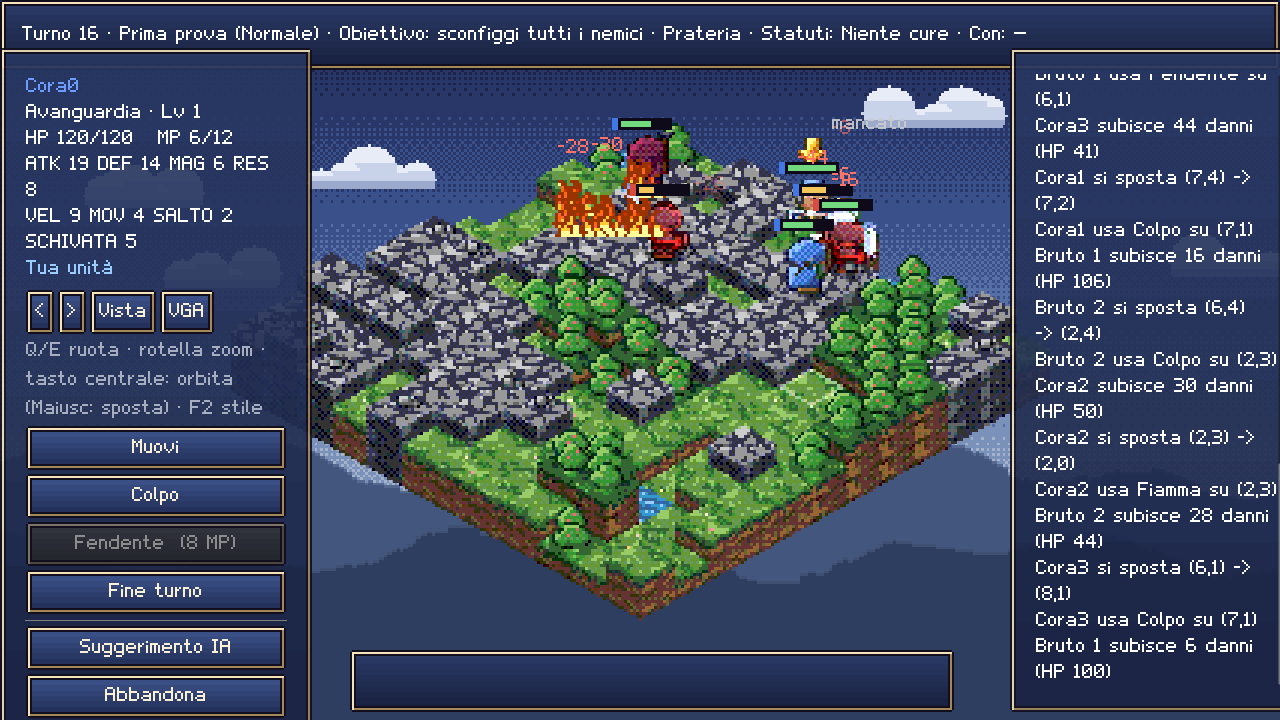 Turno 16 · Prima prova (Normale) · Obiettivo: sconfiggi tutti i nemici · Prateria · Statuti: Niente cure · Con: —
Cora0
Avanguardia · Lv 1
HP 120/120 MP 6/12
ATK 19 DEF 14 MAG 6 RES
8
VEL 9 MOV 4 SALTO 2
SCHIVATA 5
Tua unità
< > Vista VGA
Q/E ruota · rotella zoom ·
tasto centrale: orbita
(Maiusc: sposta) · F2 stile
Muovi
Colpo
Fendente (8 MP)
Fine turno
Suggerimento IA
Abbandona
-28 -30
mancato
Bruto 1 usa Fendente su
(6,1)
Cora3 subisce 44 danni
(HP 41)
Cora1 si sposta (7,4) ->
(7,2)
Cora1 usa Colpo su (7,1)
Bruto 1 subisce 16 danni
(HP 106)
Bruto 2 si sposta (6,4)
-> (2,4)
Bruto 2 usa Colpo su (2,3)
Cora2 subisce 30 danni
(HP 50)
Cora2 si sposta (2,3) ->
(2,0)
Cora2 usa Fiamma su (2,3)
Bruto 2 subisce 28 danni
(HP 44)
Cora3 si sposta (6,1) ->
(8,1)
Cora3 usa Colpo su (7,1)
Bruto 1 subisce 6 danni
(HP 100)